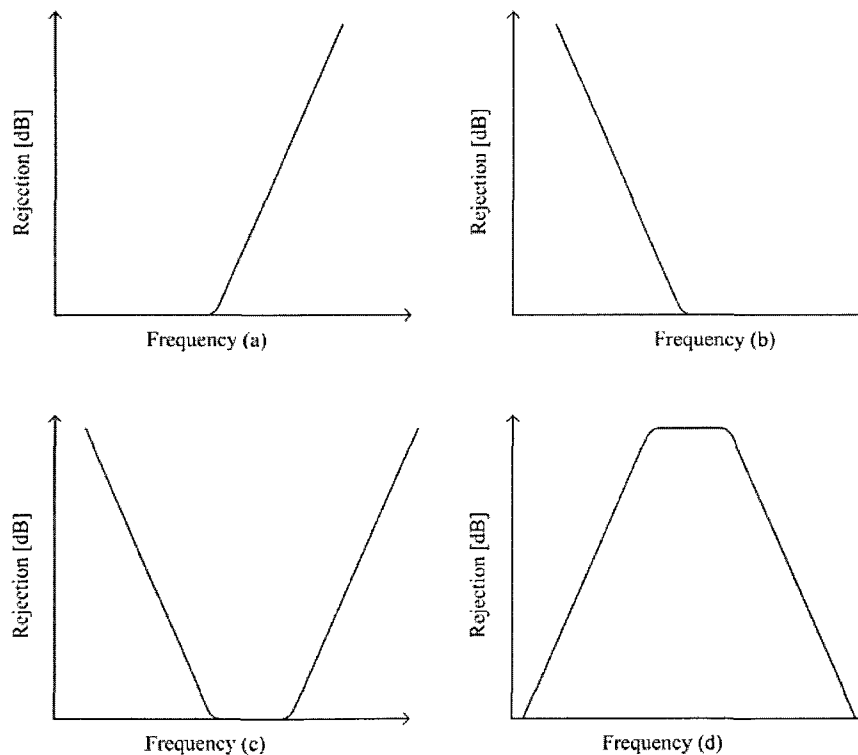 Rejection [dB]
Frequency (a)
Rejection [dB]
Frequency (b)
Rejection [dB]
Frequency (c)
Rejection [dB]
Frequency (d)